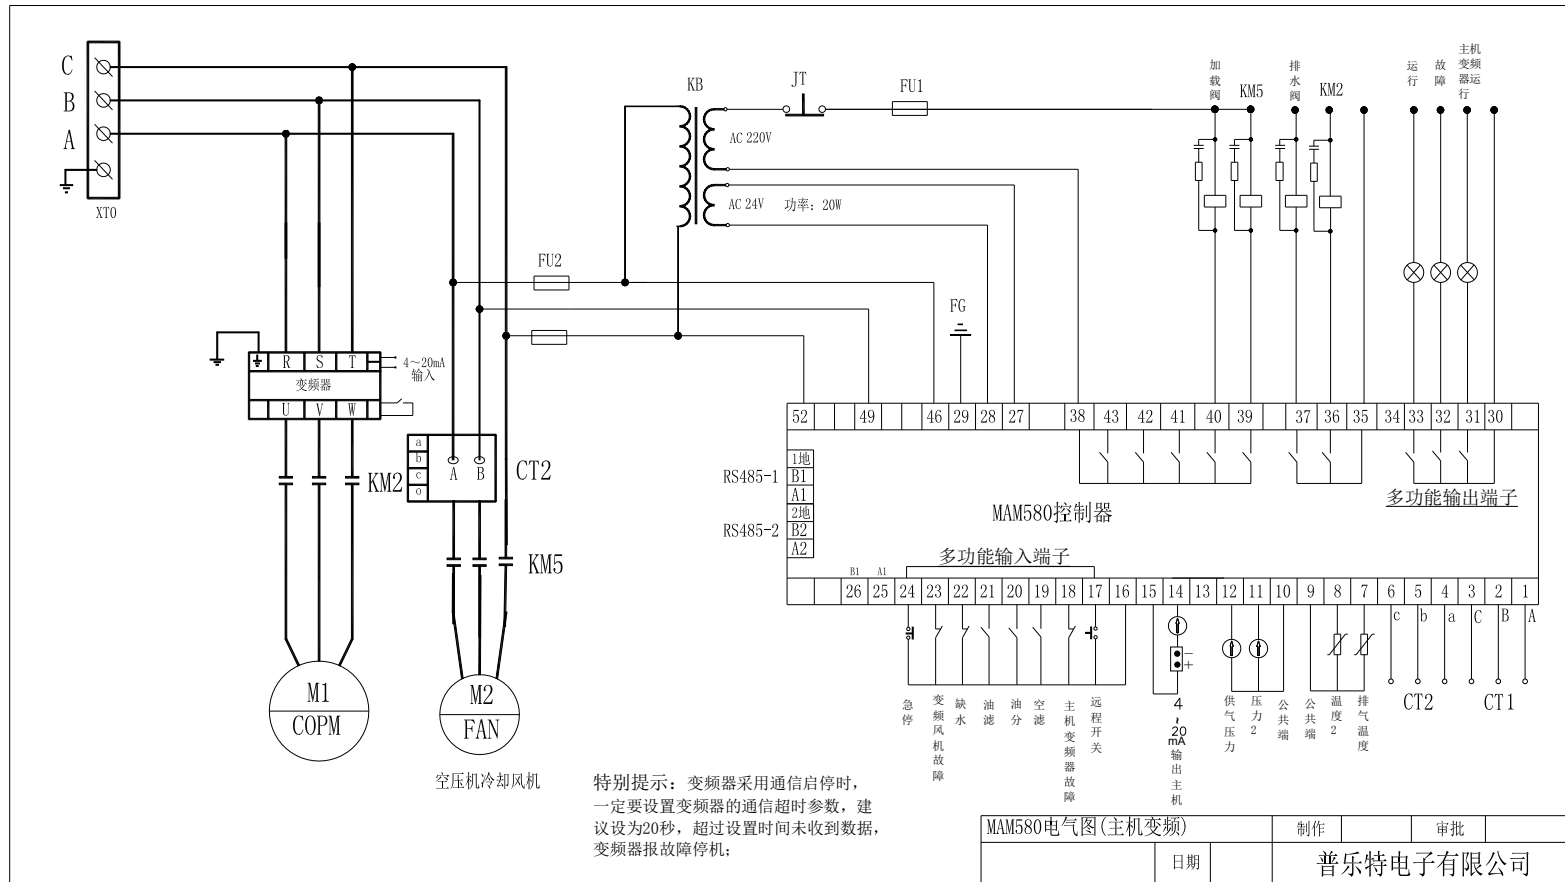 C
B
A
XT0
KB
JT
FU1
AC 220V
AC 24V 功率: 20W
加载阀
KM5
排水阀
KM2
运行
故障
主机变频器运行
FU2
FG
R S T
4~20mA
输入
变频器
U V W
KM2
a
b
c
o
A B
CT2
KM5
52 49 46 29 28 27 38 43 42 41 40 39 37 36 35 34 33 32 31 30
RS485-1
1地
B1
A1
RS485-2
2地
B2
A2
MAM580控制器
多功能输出端子
多功能输入端子
B1 A1
26 25 24 23 22 21 20 19 18 17 16 15 14 13 12 11 10 9 8 7 6 5 4 3 2 1
c b a C B A
- +
急停
变频风机故障
缺水
油滤
油分
空滤
主机变频器故障
远程开关
4~20mA输出主机
供气压力
压力2
公共端
公共端
温度2
排气温度
CT2
CT1
M1
COPM
M2
FAN
空压机冷却风机
特别提示: 变频器采用通信启停时,
一定要设置变频器的通信超时参数, 建
议设为20秒, 超过设置时间未收到数据,
变频器报故障停机;
MAM580电气图(主机变频) 制作 审批
日期 普乐特电子有限公司